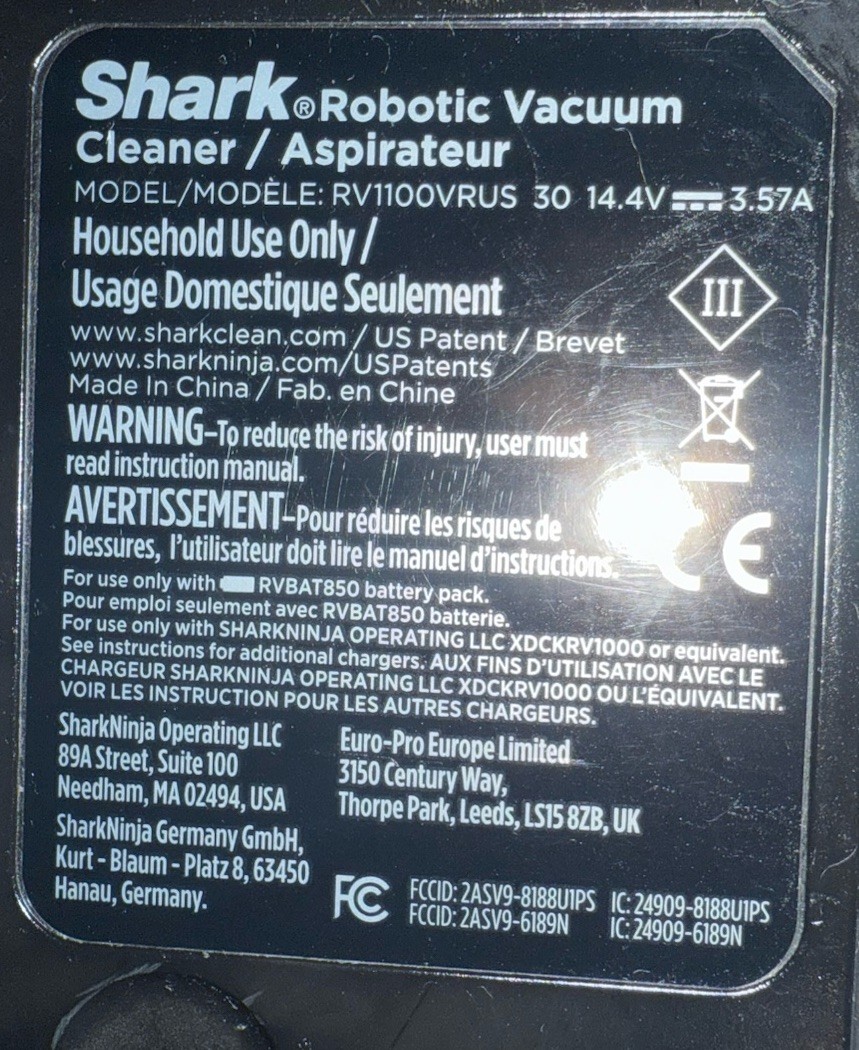 Shark® Robotic Vacuum
Cleaner / Aspirateur
MODEL/MODÈLE: RV1100VRUS 30 14.4V 3.57A
Household Use Only /
Usage Domestique Seulement
III
www.sharkclean.com / US Patent / Brevet
www.sharkninja.com/USPatents
Made In China / Fab. en Chine
WARNING–To reduce the risk of injury, user must
read instruction manual.
AVERTISSEMENT–Pour réduire les risques de
blessures, l'utilisateur doit lire le manuel d'instructions.
CE
For use only with RVBAT850 battery pack.
Pour emploi seulement avec RVBAT850 batterie.
For use only with SHARKNINJA OPERATING LLC XDCKRV1000 or equivalent.
See instructions for additional chargers. AUX FINS D'UTILISATION AVEC LE
CHARGEUR SHARKNINJA OPERATING LLC XDCKRV1000 OU L'ÉQUIVALENT.
VOIR LES INSTRUCTION POUR LES AUTRES CHARGEURS.
SharkNinja Operating LLC
89A Street, Suite 100
Needham, MA 02494, USA
Euro-Pro Europe Limited
3150 Century Way,
Thorpe Park, Leeds, LS15 8ZB, UK
SharkNinja Germany GmbH,
Kurt - Blaum - Platz 8, 63450
Hanau, Germany.
FC
FCCID: 2ASV9-8188U1PS IC: 24909-8188U1PS
FCCID: 2ASV9-6189N IC: 24909-6189N